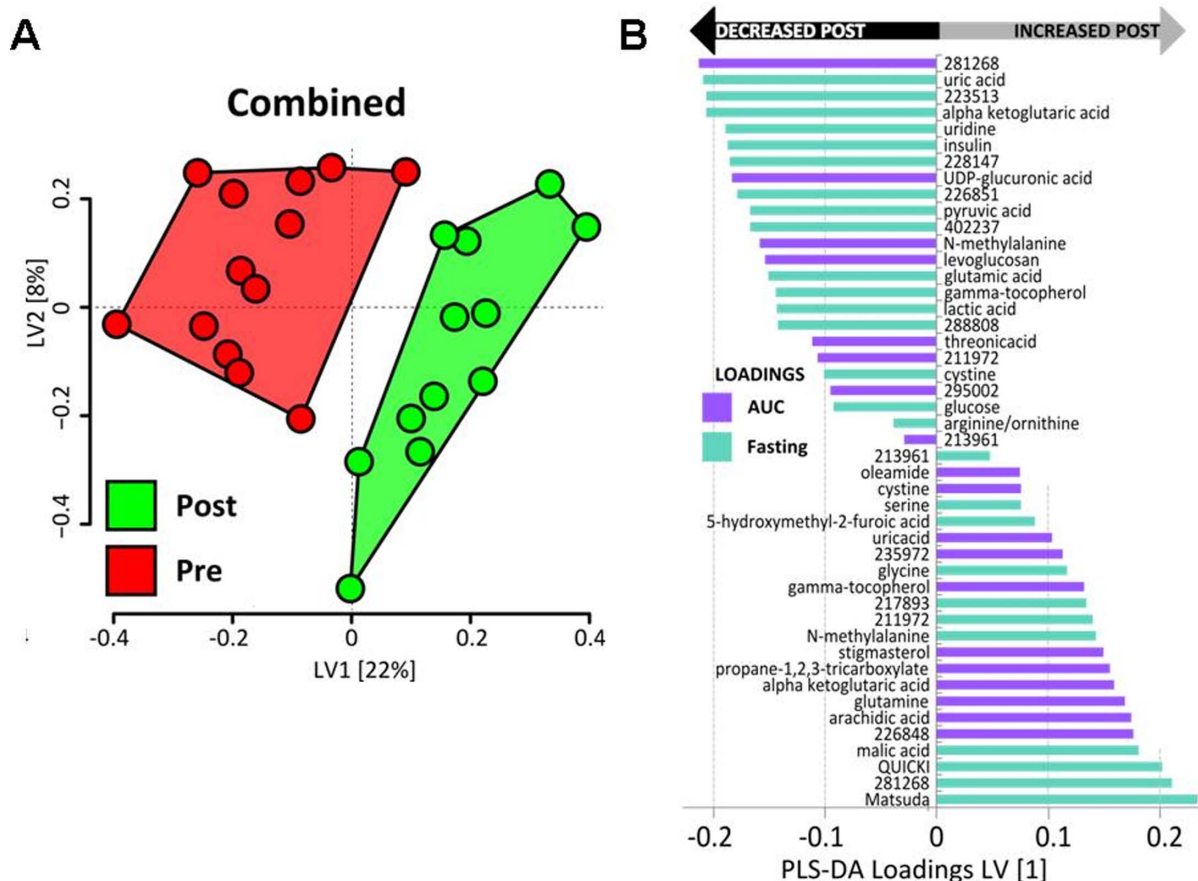 A
Combined
LV2 [8%]
0.2
0
-0.2
-0.4
Post
Pre
-0.4
-0.2
0
0.2
0.4
LV1 [22%]
B
DECREASED POST
INCREASED POST
281268
uric acid
223513
alpha ketoglutaric acid
uridine
insulin
228147
UDP-glucuronic acid
226851
pyruvic acid
402237
N-methylalanine
levoglucosan
glutamic acid
gamma-tocopherol
lactic acid
288808
threonicacid
211972
cystine
295002
glucose
arginine/ornithine
213961
LOADINGS
AUC
Fasting
213961
oleamide
cystine
serine
5-hydroxymethyl-2-furoic acid
uricacid
235972
glycine
gamma-tocopherol
217893
211972
N-methylalanine
stigmasterol
propane-1,2,3-tricarboxylate
alpha ketoglutaric acid
glutamine
arachidic acid
226848
malic acid
QUICKI
281268
Matsuda
-0.2
-0.1
0
0.1
0.2
PLS-DA Loadings LV [1]